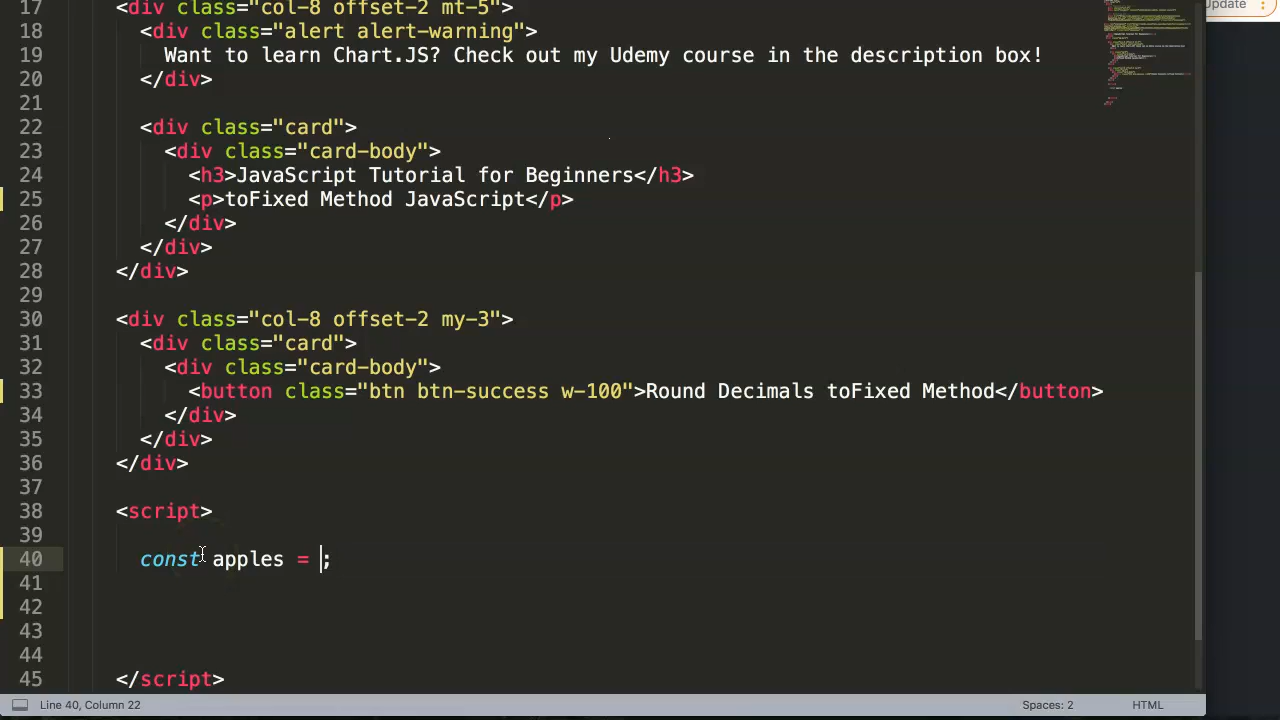 Update
17 <div class="col-8 offset-2 mt-5">
18 <div class="alert alert-warning">
19 Want to learn Chart.JS? Check out my Udemy course in the description box!
20 </div>
21
22 <div class="card">
23 <div class="card-body">
24 <h3>JavaScript Tutorial for Beginners</h3>
25 <p>toFixed Method JavaScript</p>
26 </div>
27 </div>
28 </div>
29
30 <div class="col-8 offset-2 my-3">
31 <div class="card">
32 <div class="card-body">
33 <button class="btn btn-success w-100">Round Decimals toFixed Method</button>
34 </div>
35 </div>
36 </div>
37
38 <script>
39
40 const apples = ;
41
42
43
44
45 </script>
Line 40, Column 22 Spaces: 2 HTML